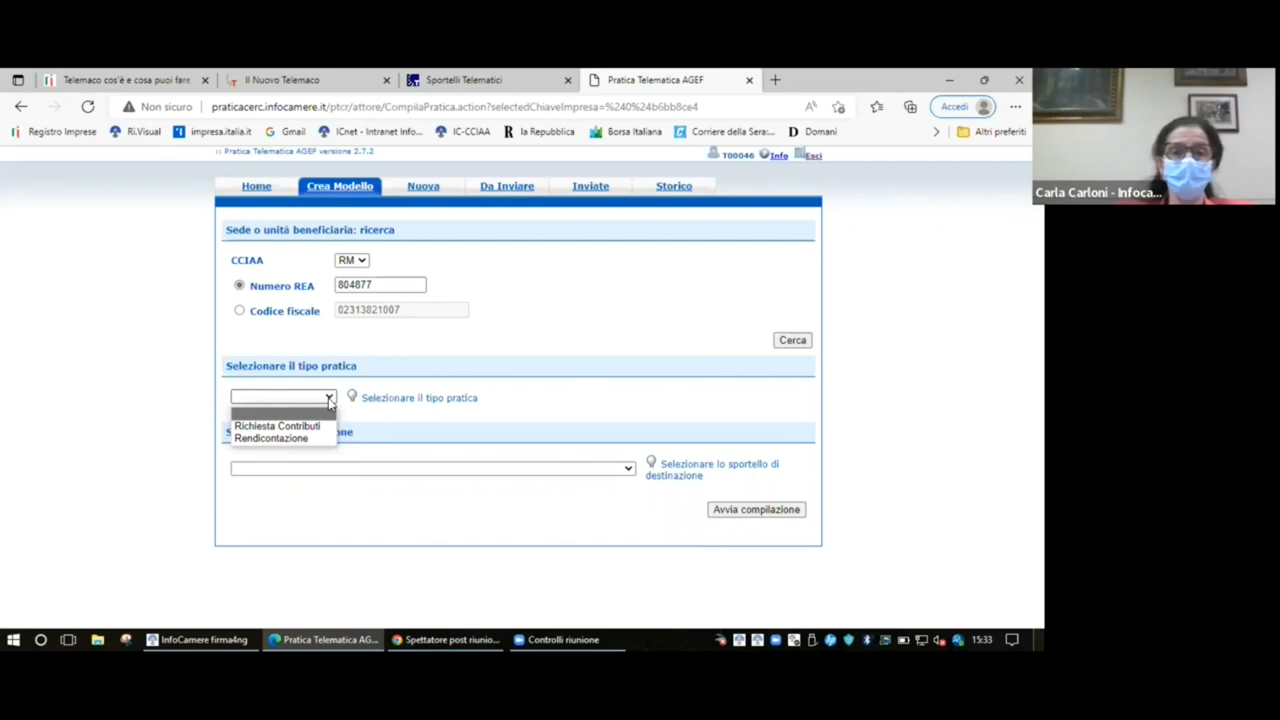 Telemaco cos'è e cosa puoi fare
Il Nuovo Telemaco
Sportelli Telematici
Pratica Telematica AGEF
Non sicuro
praticacerc.infocamere.it/ptcr/attore/CompilaPratica.action?selectedChiaveImpresa=%240%24b6bb8ce4
Accedi
Registro Imprese
Ri.Visual
impresa.italia.it
Gmail
ICnet - Intranet Info...
IC-CCIAA
la Repubblica
Borsa Italiana
Corriere della Sera:...
Domani
Altri preferiti
:: Pratica Telematica AGEF versione 2.7.2
T00046 Info Esci
Home Crea Modello Nuova Da Inviare Inviate Storico
Sede o unità beneficiaria: ricerca
CCIAA RM
Numero REA 804877
Codice fiscale 02313821007
Cerca
Selezionare il tipo pratica
Selezionare il tipo pratica
Richiesta Contributi
Rendicontazione
Selezionare lo sportello di
destinazione
Avvia compilazione
InfoCamere firma4ng
Pratica Telematica AG...
Spettatore post riunio...
Controlli riunione
15:33
Carla Carloni - Infoca...